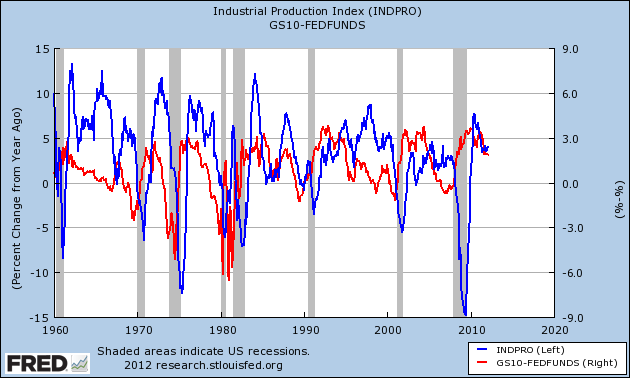 Industrial Production Index (INDPRO)
GS10-FEDFUNDS
15 9.0
10 6.0
5 3.0
0 0.0
-5 -3.0
-10 -6.0
-15 -9.0
(Percent Change from Year Ago)
(%-%)
1960 1970 1980 1990 2000 2010 2020
Shaded areas indicate US recessions.
FRED 2012 research.stlouisfed.org
INDPRO (Left)
GS10-FEDFUNDS (Right)